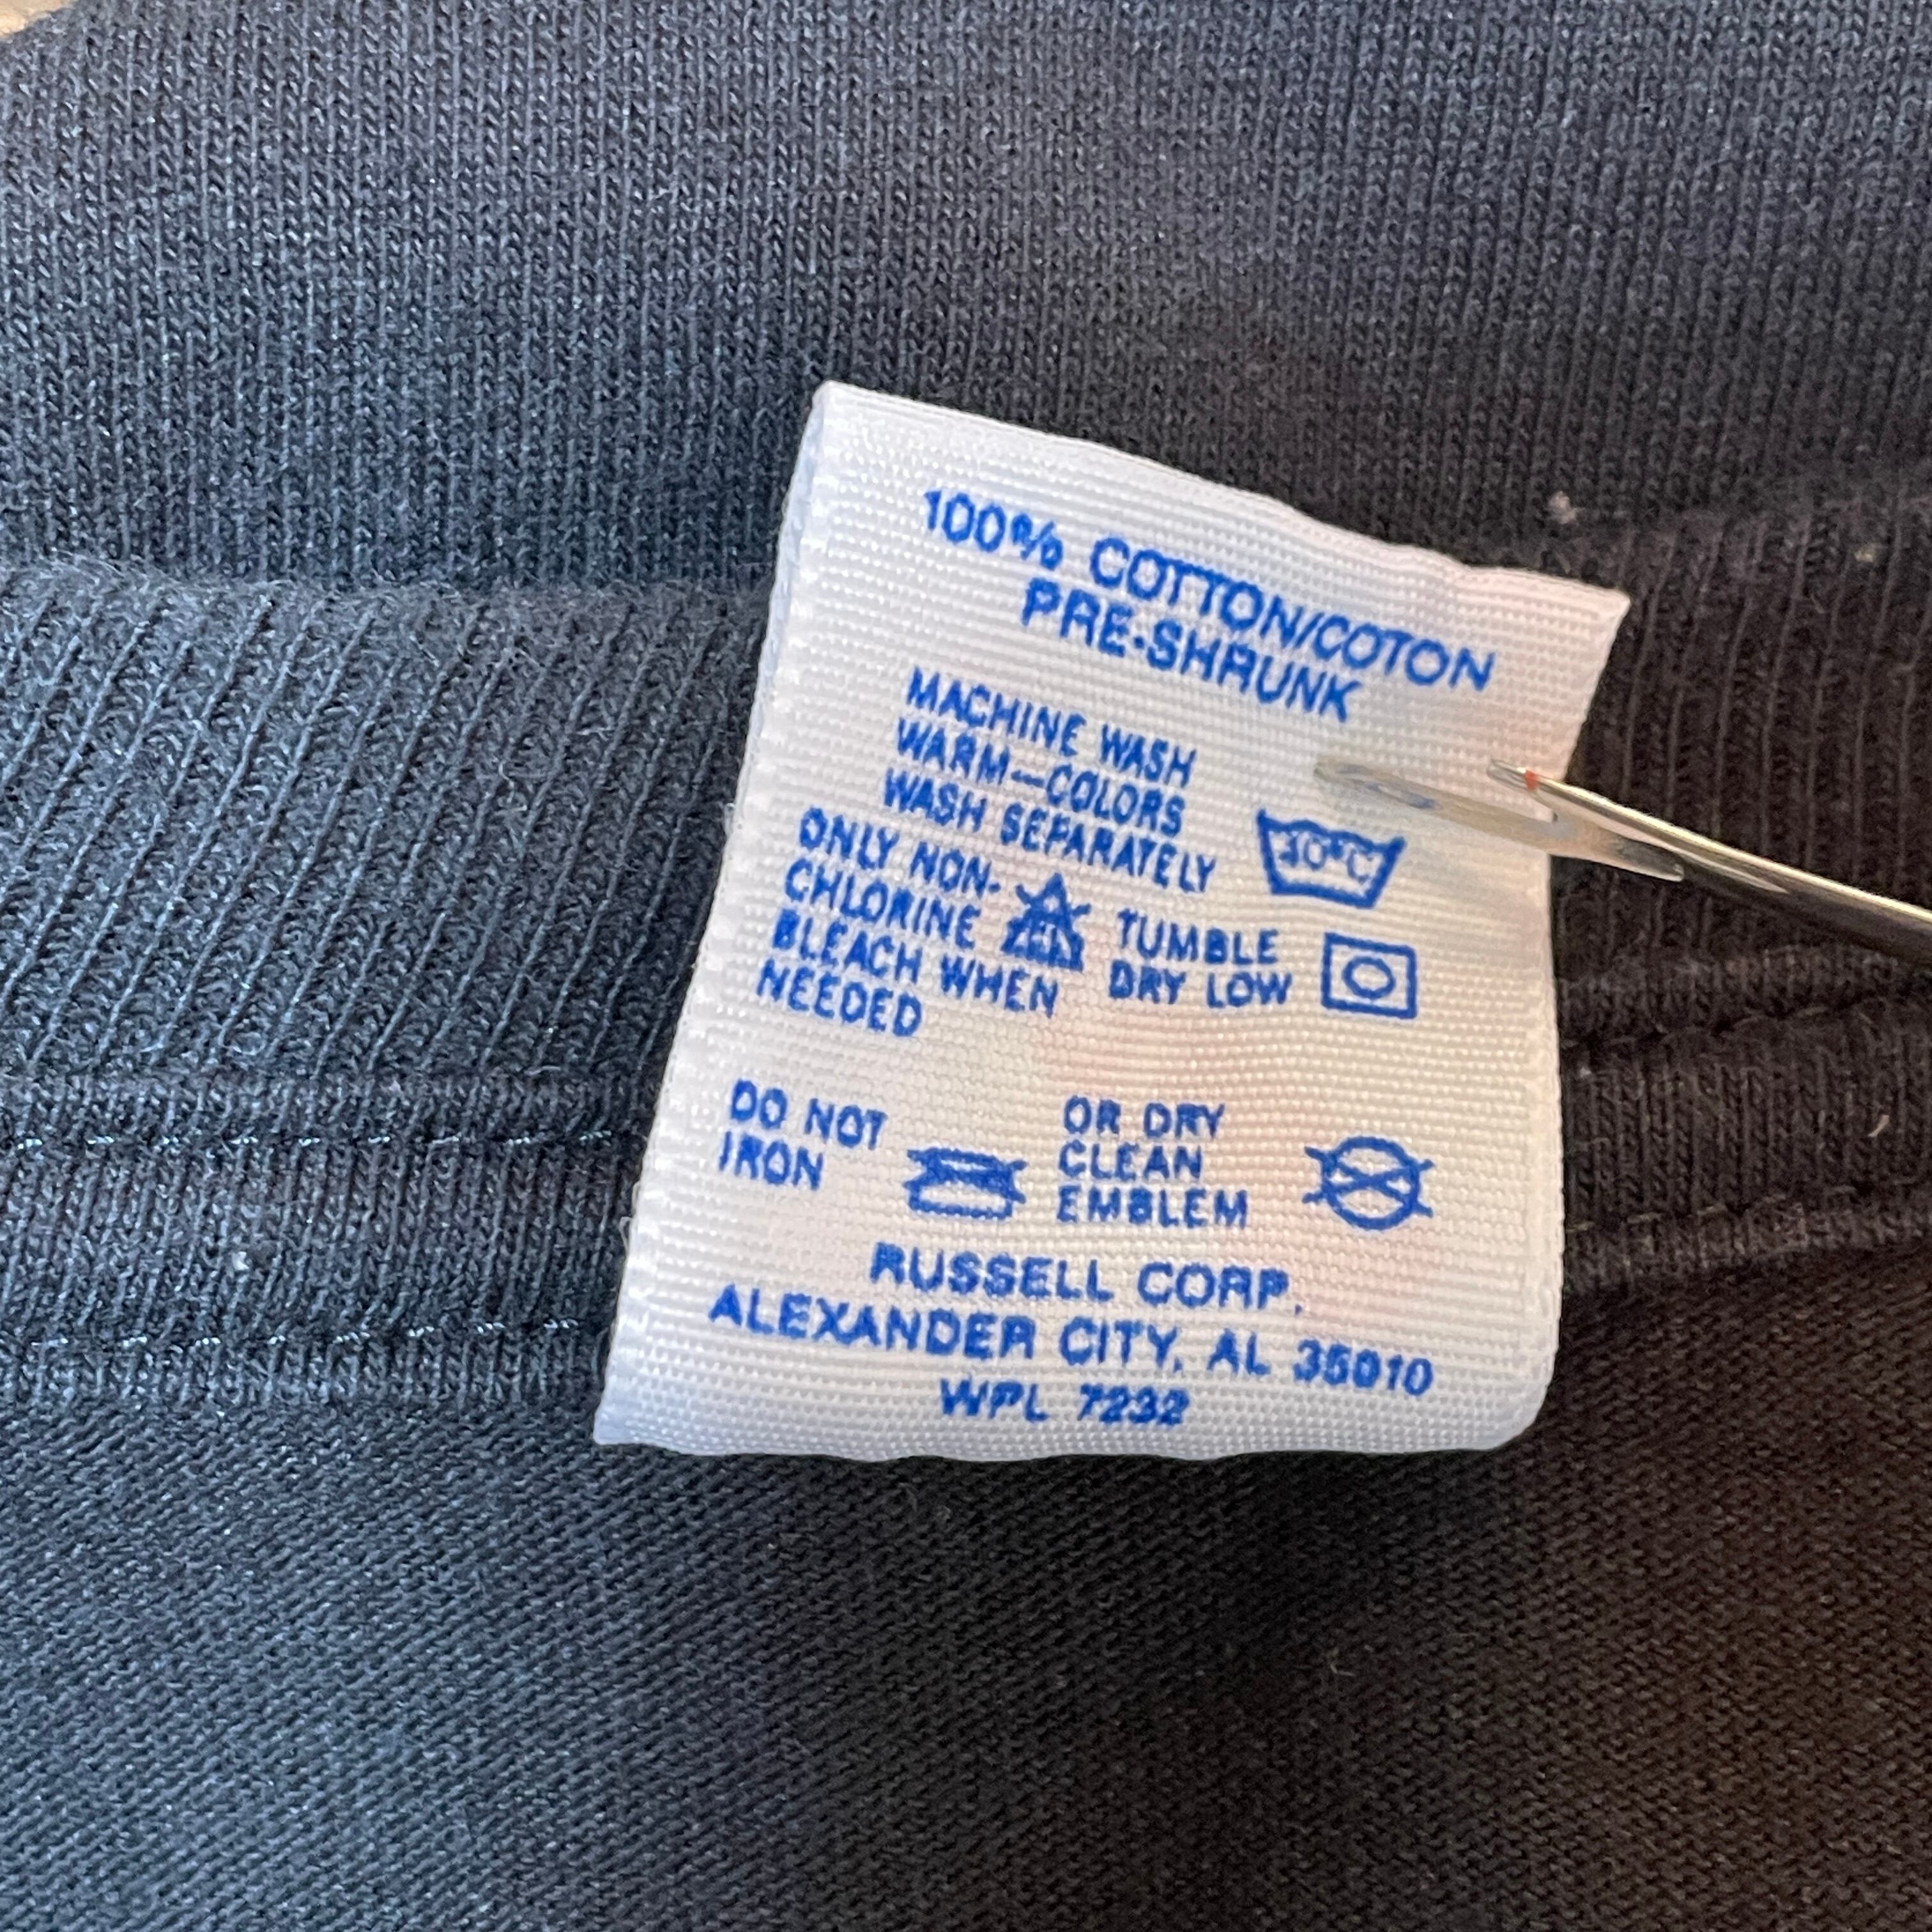 100% COTTON/COTON
PRE-SHRUNK
MACHINE WASH
WARM—COLORS
WASH SEPARATELY
40°C
ONLY NON-
CHLORINE
BLEACH WHEN
NEEDED
TUMBLE
DRY LOW
DO NOT
IRON
OR DRY
CLEAN
EMBLEM
RUSSELL CORP.
ALEXANDER CITY, AL 35010
WPL 7232